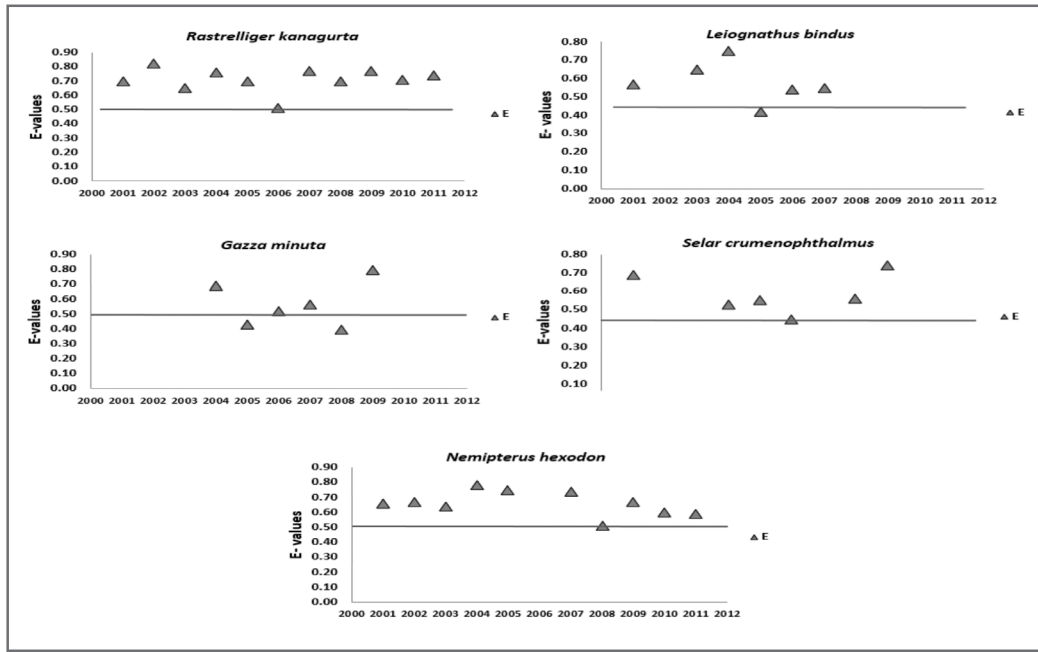 Rastrelliger kanagurta
E-values
0.90
0.80
0.70
0.60
0.50
0.40
0.30
0.20
0.10
0.00
2000 2001 2002 2003 2004 2005 2006 2007 2008 2009 2010 2011 2012
E
Leiognathus bindus
E- values
0.80
0.70
0.60
0.50
0.40
0.30
0.20
0.10
0.00
2000 2001 2003 2004 2005 2006 2007 2008 2009 2010 2011 2012
E
Gazza minuta
E-values
0.90
0.80
0.70
0.60
0.50
0.40
0.30
0.20
0.10
0.00
2000 2001 2002 2003 2004 2005 2006 2007 2008 2009 2010 2011 2012
E
Selar crumenophthalmus
E-values
0.80
0.70
0.60
0.50
0.40
0.30
0.20
0.10
2000 2001 2002 2003 2004 2005 2006 2007 2008 2009 2010 2011 2012
E
Nemipterus hexodon
E- values
0.90
0.80
0.70
0.60
0.50
0.40
0.30
0.20
0.10
0.00
2000 2001 2002 2003 2004 2005 2006 2007 2008 2009 2010 2011 2012
E